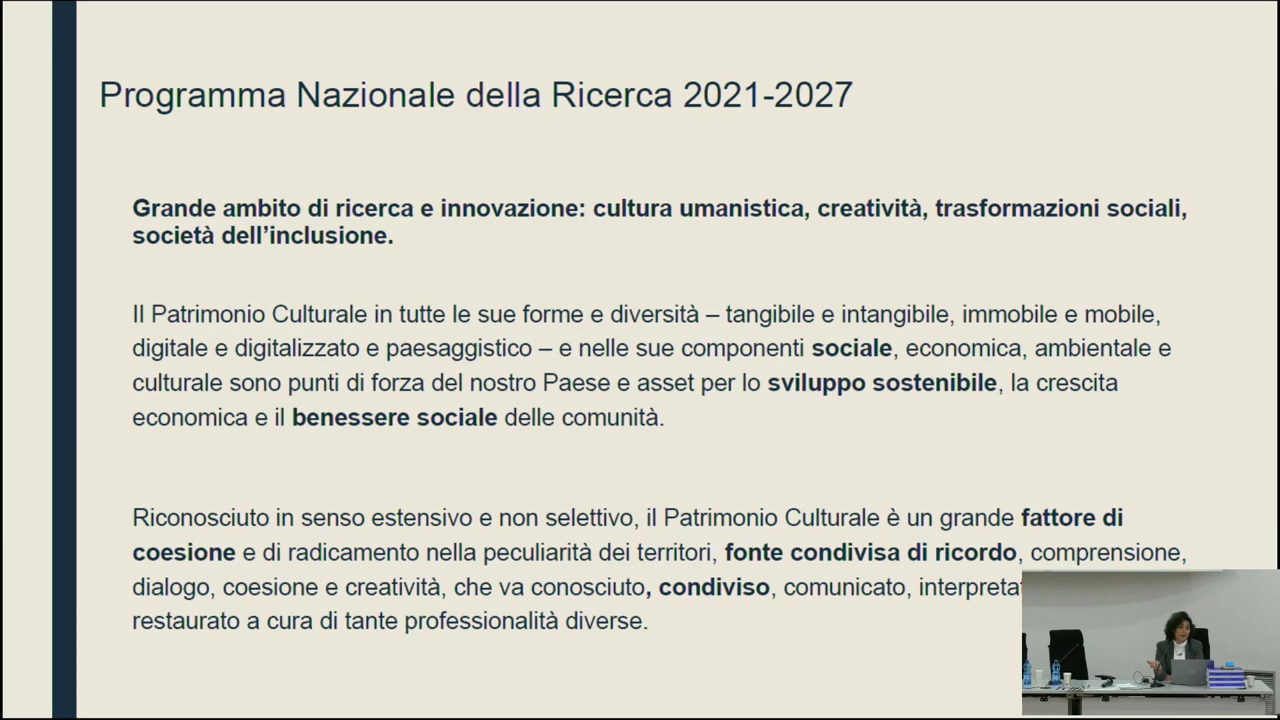 Programma Nazionale della Ricerca 2021-2027
Grande ambito di ricerca e innovazione: cultura umanistica, creatività, trasformazioni sociali,
società dell’inclusione.
Il Patrimonio Culturale in tutte le sue forme e diversità – tangibile e intangibile, immobile e mobile,
digitale e digitalizzato e paesaggistico – e nelle sue componenti sociale, economica, ambientale e
culturale sono punti di forza del nostro Paese e asset per lo sviluppo sostenibile, la crescita
economica e il benessere sociale delle comunità.
Riconosciuto in senso estensivo e non selettivo, il Patrimonio Culturale è un grande fattore di
coesione e di radicamento nella peculiarità dei territori, fonte condivisa di ricordo, comprensione,
dialogo, coesione e creatività, che va conosciuto, condiviso, comunicato,
restaurato a cura di tante professionalità diverse.